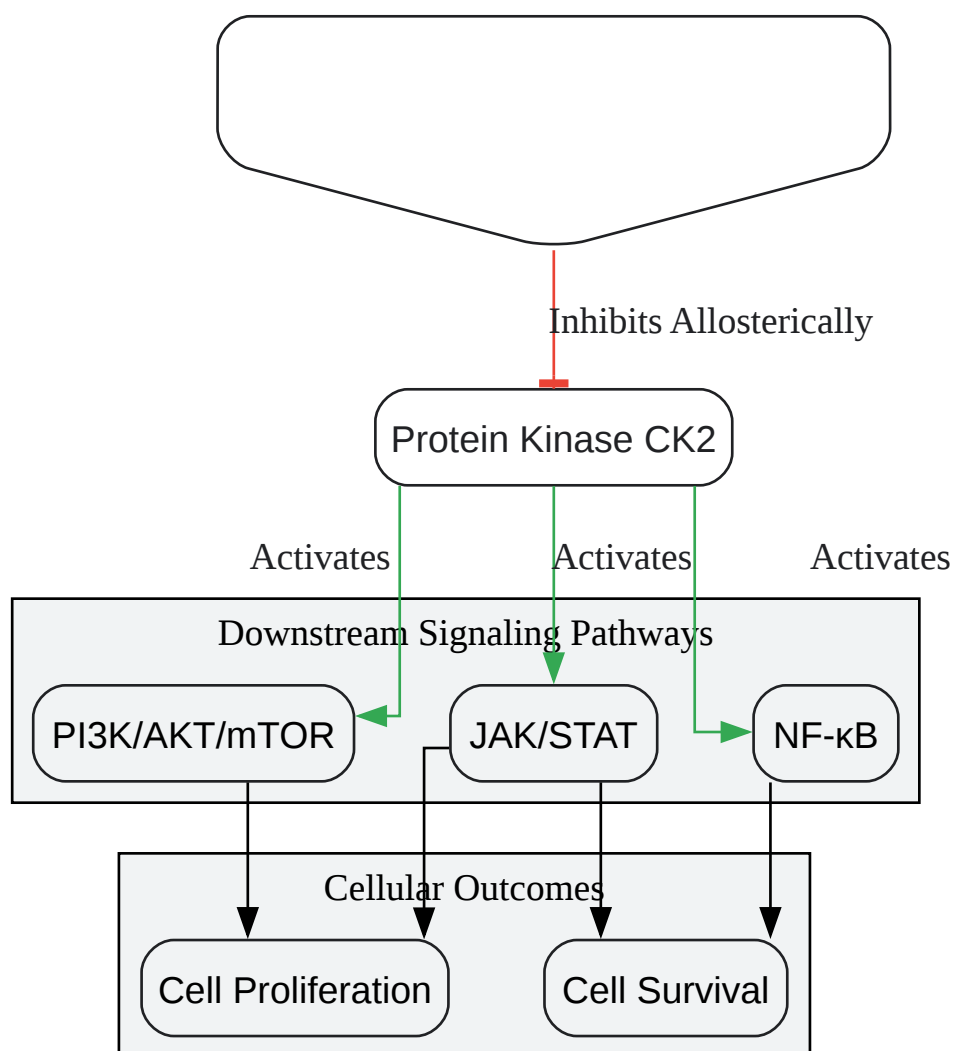 Inhibits Allosterically
Protein Kinase CK2
Activates
Activates
Activates
Downstream Signaling Pathways
PI3K/AKT/mTOR
JAK/STAT
NF-κB
Cellular Outcomes
Cell Proliferation
Cell Survival